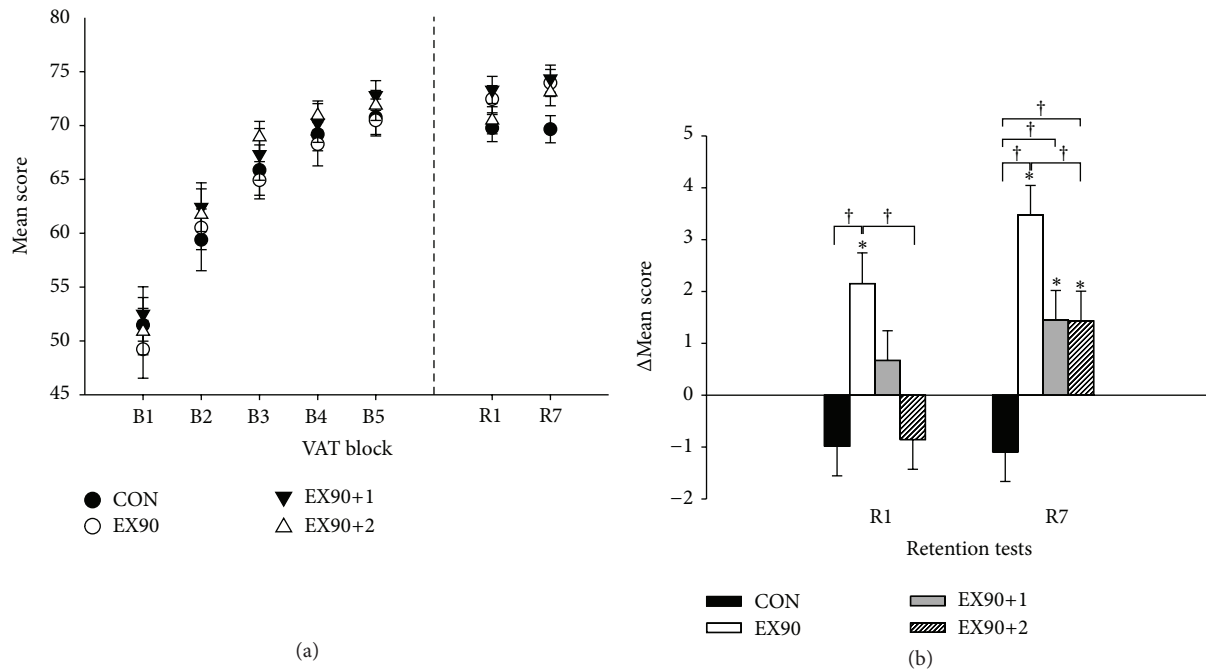 80
75
70
65
60
55
50
45
Mean score
B1 B2 B3 B4 B5 R1 R7
VAT block
CON
EX90
EX90+1
EX90+2
(a)
5
4
3
2
1
0
−1
−2
ΔMean score
† †
*
†
†
† †
*
* *
R1 R7
Retention tests
CON
EX90
EX90+1
EX90+2
(b)